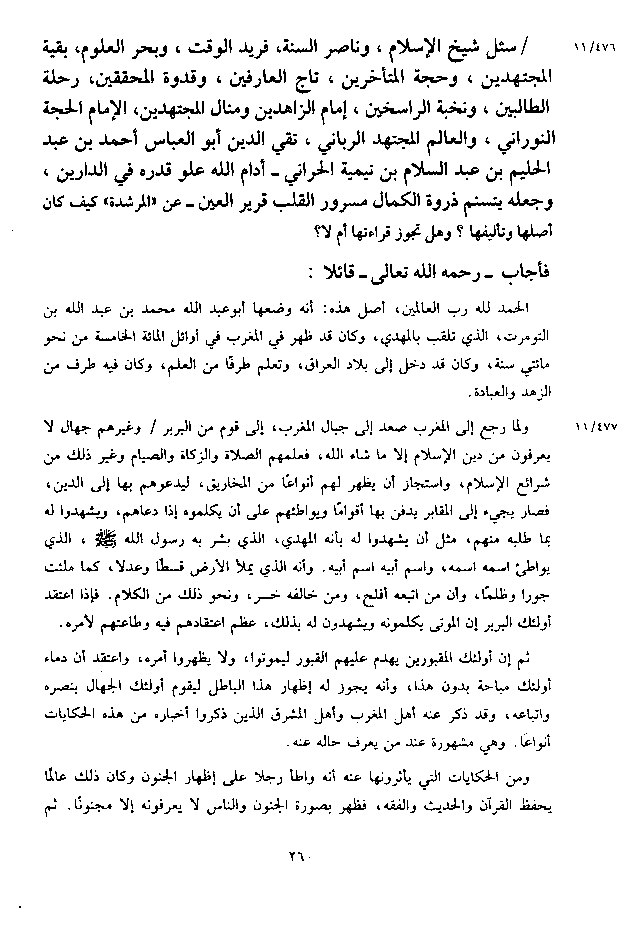 ١١/٤٧٦
/ سئل شيخ الإسلام ، وناصر السنة، فريد الوقت ، وبحر العلوم، بقية
المجتهدين ، وحجة المتأخرين ، تاج العارفين ، وقدوة المحققين، رحلة
الطالبين ، ونخبة الراسخين ، إمام الزاهدين ومنال المجتهدين، الإمام الحجة
النوراني ، والعالم المجتهد الرباني ، تقي الدين أبو العباس أحمد بن عبد
الحليم بن عبد السلام بن تيمية الحراني ـ أدام الله علو قدره في الدارين ،
وجعله يتسنم ذروة الكمال مسرور القلب قرير العين ـ عن «المرشدة» كيف كان
أصلها وتأليفها ؟ وهل تجوز قراءتها أم لا؟
فأجاب ـ رحمه الله تعالى ـ قائلا :
الحمد لله رب العالمين، أصل هذه: أنه وضعها أبوعبد الله محمد بن عبد الله بن
التومرت، الذي تلقب بالمهدي، وكان قد ظهر في المغرب في أوائل المائة الخامسة من نحو
مائتي سنة، وكان قد دخل إلى بلاد العراق، وتعلم طرفًا من العلم، وكان فيه طرف من
الزهد والعبادة.
١١/٤٧٧
ولما رجع إلى المغرب صعد إلى جبال المغرب، إلى قوم من البربر / وغيرهم جهال لا
يعرفون من دين الإسلام إلا ما شاء الله، فعلمهم الصلاة والزكاة والصيام وغير ذلك من
شرائع الإسلام، واستجاز أن يظهر لهم أنواعًا من المخاريق، ليدعوهم بها إلى الدين،
فصار يجيء إلى المقابر يدفن بها أقوامًا ويواطئهم على أن يكلموه إذا دعاهم، ويشهدوا له
بما طلبه منهم، مثل أن يشهدوا له بأنه المهدي، الذي بشر به رسول الله ﷺ ، الذي
يواطئ اسمه اسمه، واسم أبيه اسم أبيه. وأنه الذي يملأ الأرض قسطًا وعدلا، كما ملئت
جورا وظلمًا، وأن من اتبعه أفلح، ومن خالفه خسر، ونحو ذلك من الكلام. فإذا اعتقد
أولئك البربر إن الموتى يكلمونه ويشهدون له بذلك، عظم اعتقادهم فيه وطاعتهم لأمره.
ثم إن أولئك المقبورين يهدم عليهم القبور ليموتوا، ولا يظهروا أمره، واعتقد أن دماء
أولئك مباحة بدون هذا، وأنه يجوز له إظهار هذا الباطل ليقوم أولئك الجهال بنصره
واتباعه، وقد ذكر عنه أهل المغرب وأهل المشرق الذين ذكروا أخباره من هذه الحكايات
أنواعًا. وهي مشهورة عند من يعرف حاله عنه.
ومن الحكايات التي يأثرونها عنه أنه واطأ رجلا على إظهار الجنون وكان ذلك عالمًا
يحفظ القرآن والحديث والفقه، فظهر بصورة الجنون والناس لا يعرفونه إلا مجنونًا. ثم
٢٦٠